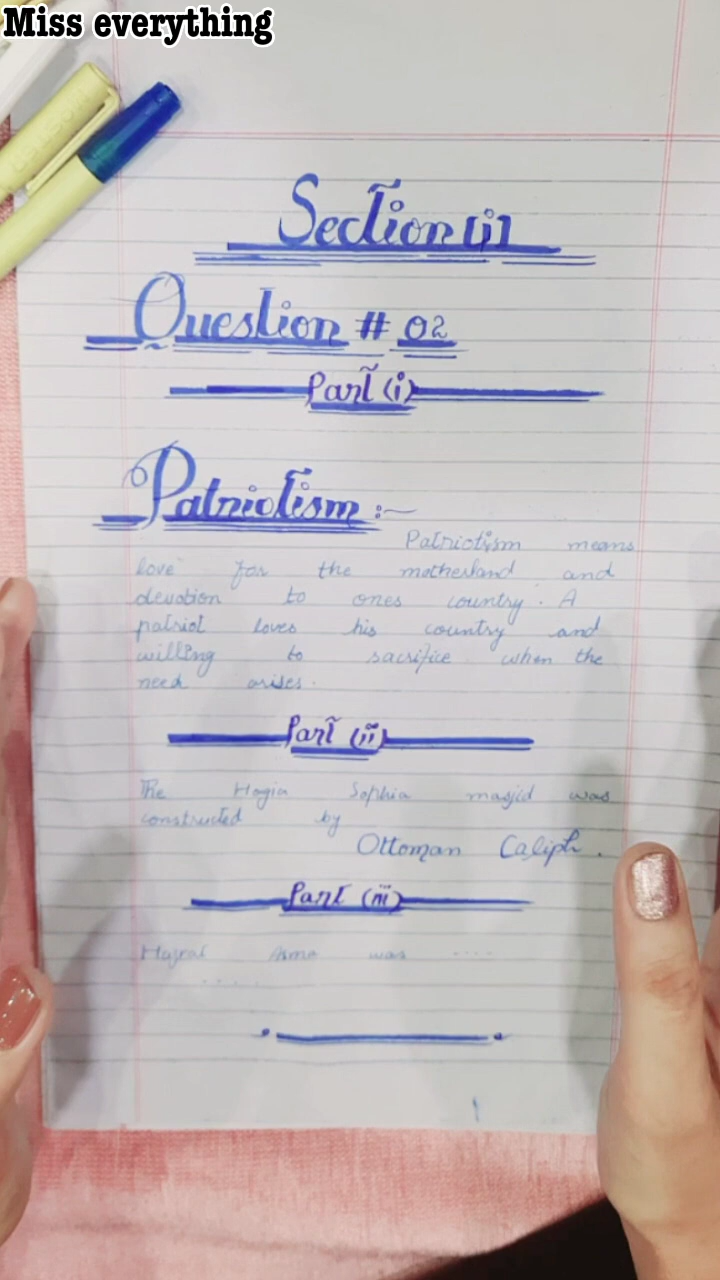 Miss everything
Section (i)
Question # 02
Part (i)
Patriotism :-
Patriotism means
love for the motherland and
devotion to ones country. A
patriot loves his country and
willing to sacrifice when the
need arises.
Part (ii)
The Hagia Sophia masjid was
constructed by
Ottoman Caliph.
Part (iii)
Hazrat Asma was ....
.....